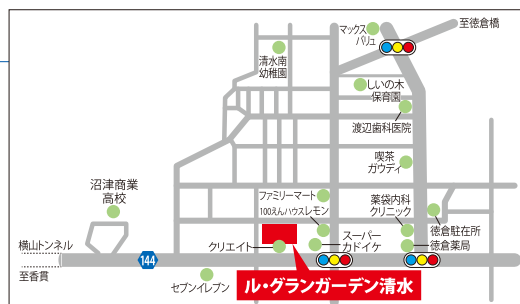 マックス
バリュ
至徳倉橋
清水南
幼稚園
しいの木
保育園
渡辺歯科医院
喫茶
ガウディ
沼津商業
高校
ファミリーマート
100えんハウスレモン
薬袋内科
クリニック
徳倉駐在所
横山トンネル
144
クリエイト
スーパー
カドイケ
徳倉薬局
至香貫
セブンイレブン
ル・グランガーデン清水